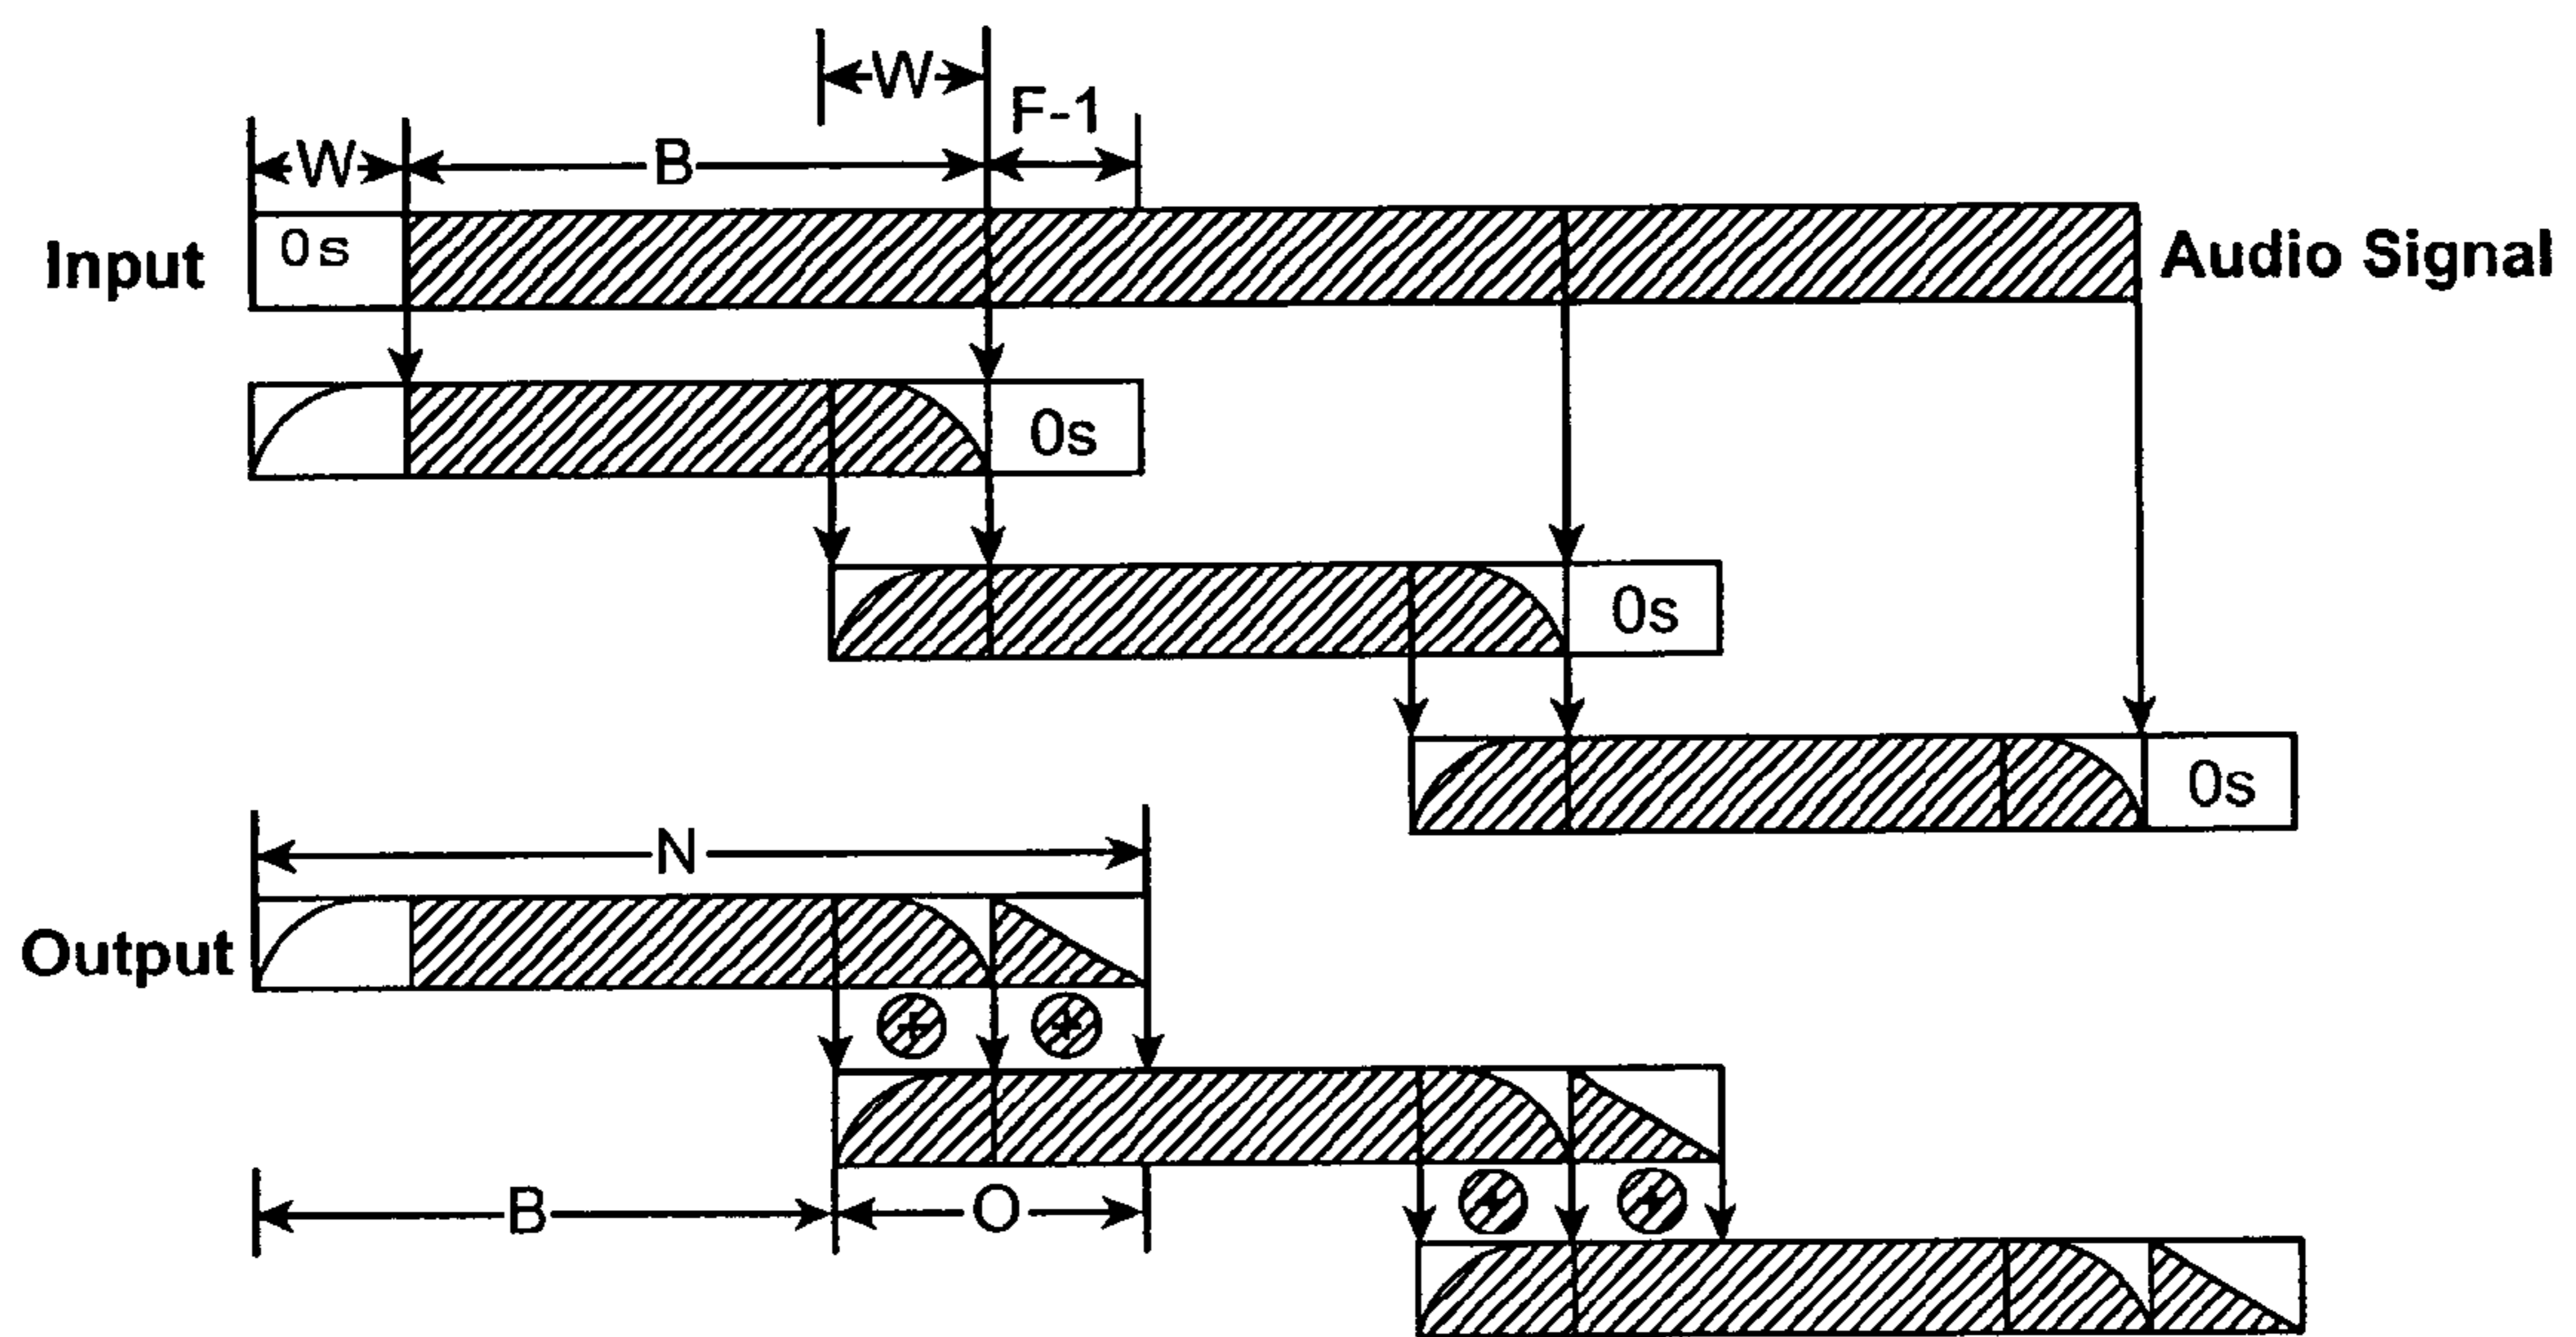 W
F-1
W B
Input 0s Audio Signal
0s
0s
0s
N
Output
+ +
B O
+ +